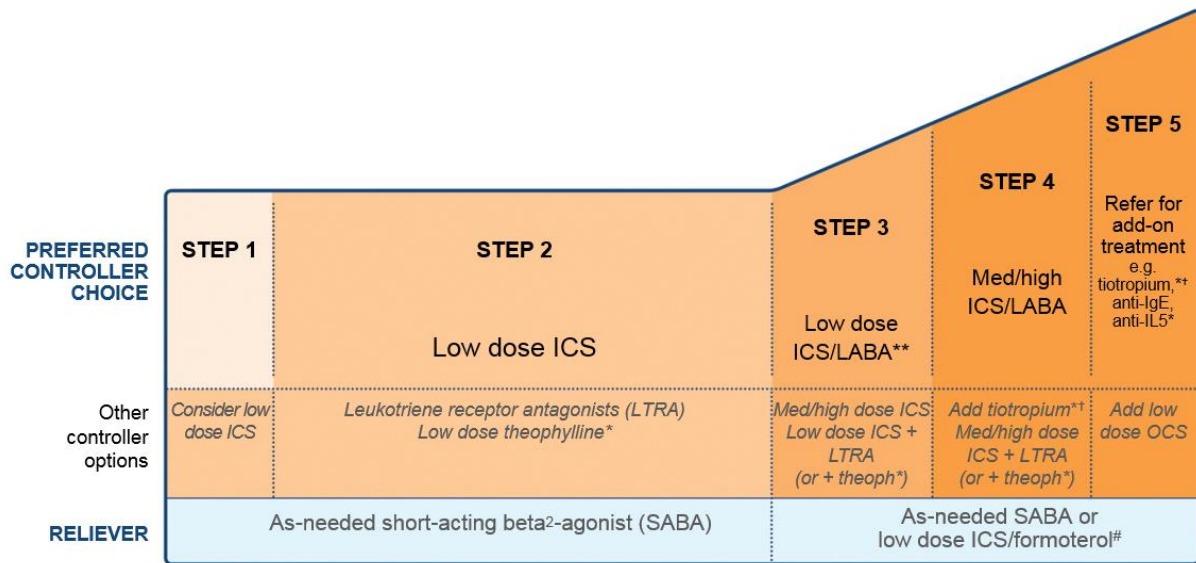 PREFERRED
CONTROLLER
CHOICE
STEP 1
STEP 2
Low dose ICS
STEP 3
Low dose
ICS/LABA**
STEP 4
Med/high
ICS/LABA
STEP 5
Refer for
add-on
treatment
e.g.
tiotropium,*†
anti-IgE,
anti-IL5*
Other
controller
options
Consider low
dose ICS
Leukotriene receptor antagonists (LTRA)
Low dose theophylline*
Med/high dose ICS
Low dose ICS +
LTRA
(or + theoph*)
Add tiotropium*†
Med/high dose
ICS + LTRA
(or + theoph*)
Add low
dose OCS
RELIEVER
As-needed short-acting beta2-agonist (SABA)
As-needed SABA or
low dose ICS/formoterol#